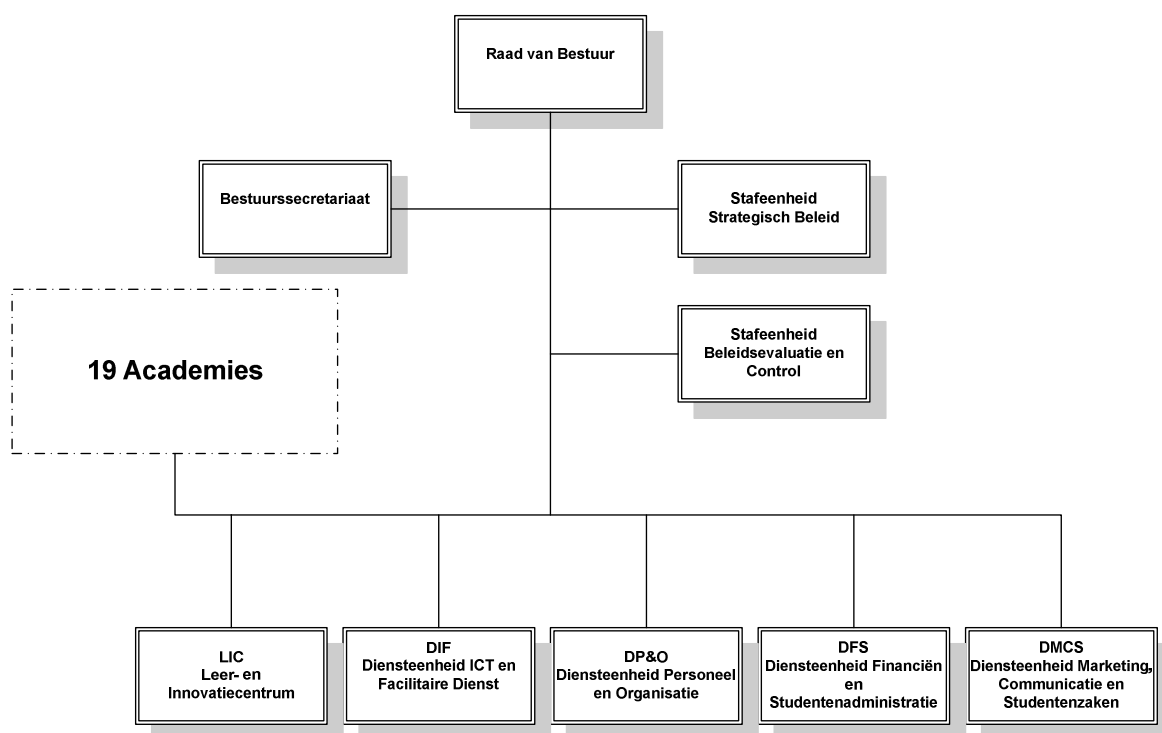 Raad van Bestuur
Bestuurssecretariaat
Stafeenheid
Strategisch Beleid
19 Academies
Stafeenheid
Beleidsevaluatie en
Control
LIC
Leer- en
Innovatiecentrum
DIF
Diensteenheid ICT en
Facilitaire Dienst
DP&O
Diensteenheid Personeel
en Organisatie
DFS
Diensteenheid Financiën
en
Studentenadministratie
DMCS
Diensteenheid Marketing,
Communicatie en
Studentenzaken